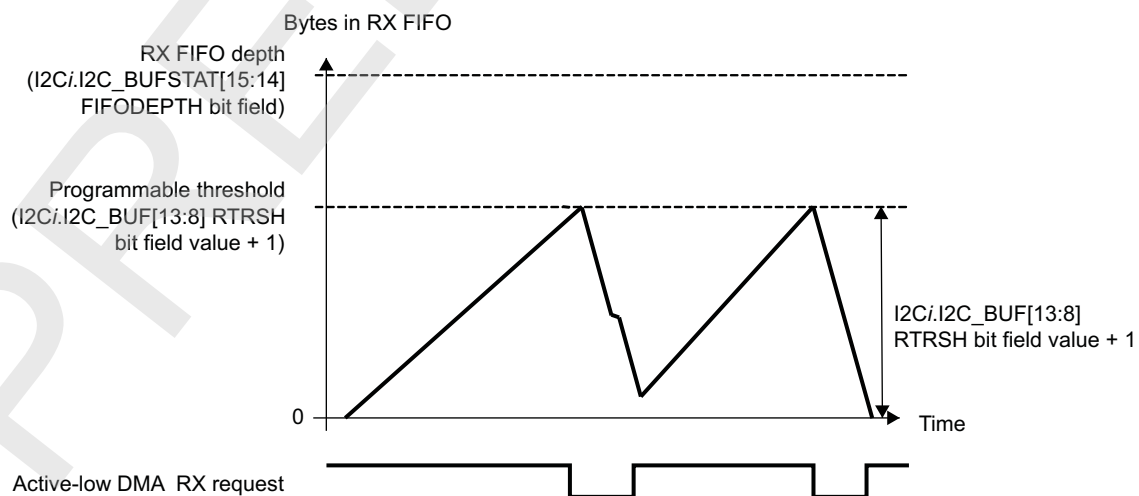 Bytes in RX FIFO
RX FIFO depth
(I2Ci.I2C_BUFSTAT[15:14]
FIFODEPTH bit field)
Programmable threshold
(I2Ci.I2C_BUF[13:8] RTRSH
bit field value + 1)
I2Ci.I2C_BUF[13:8]
RTRSH bit field value + 1
0
Time
Active-low DMA RX request